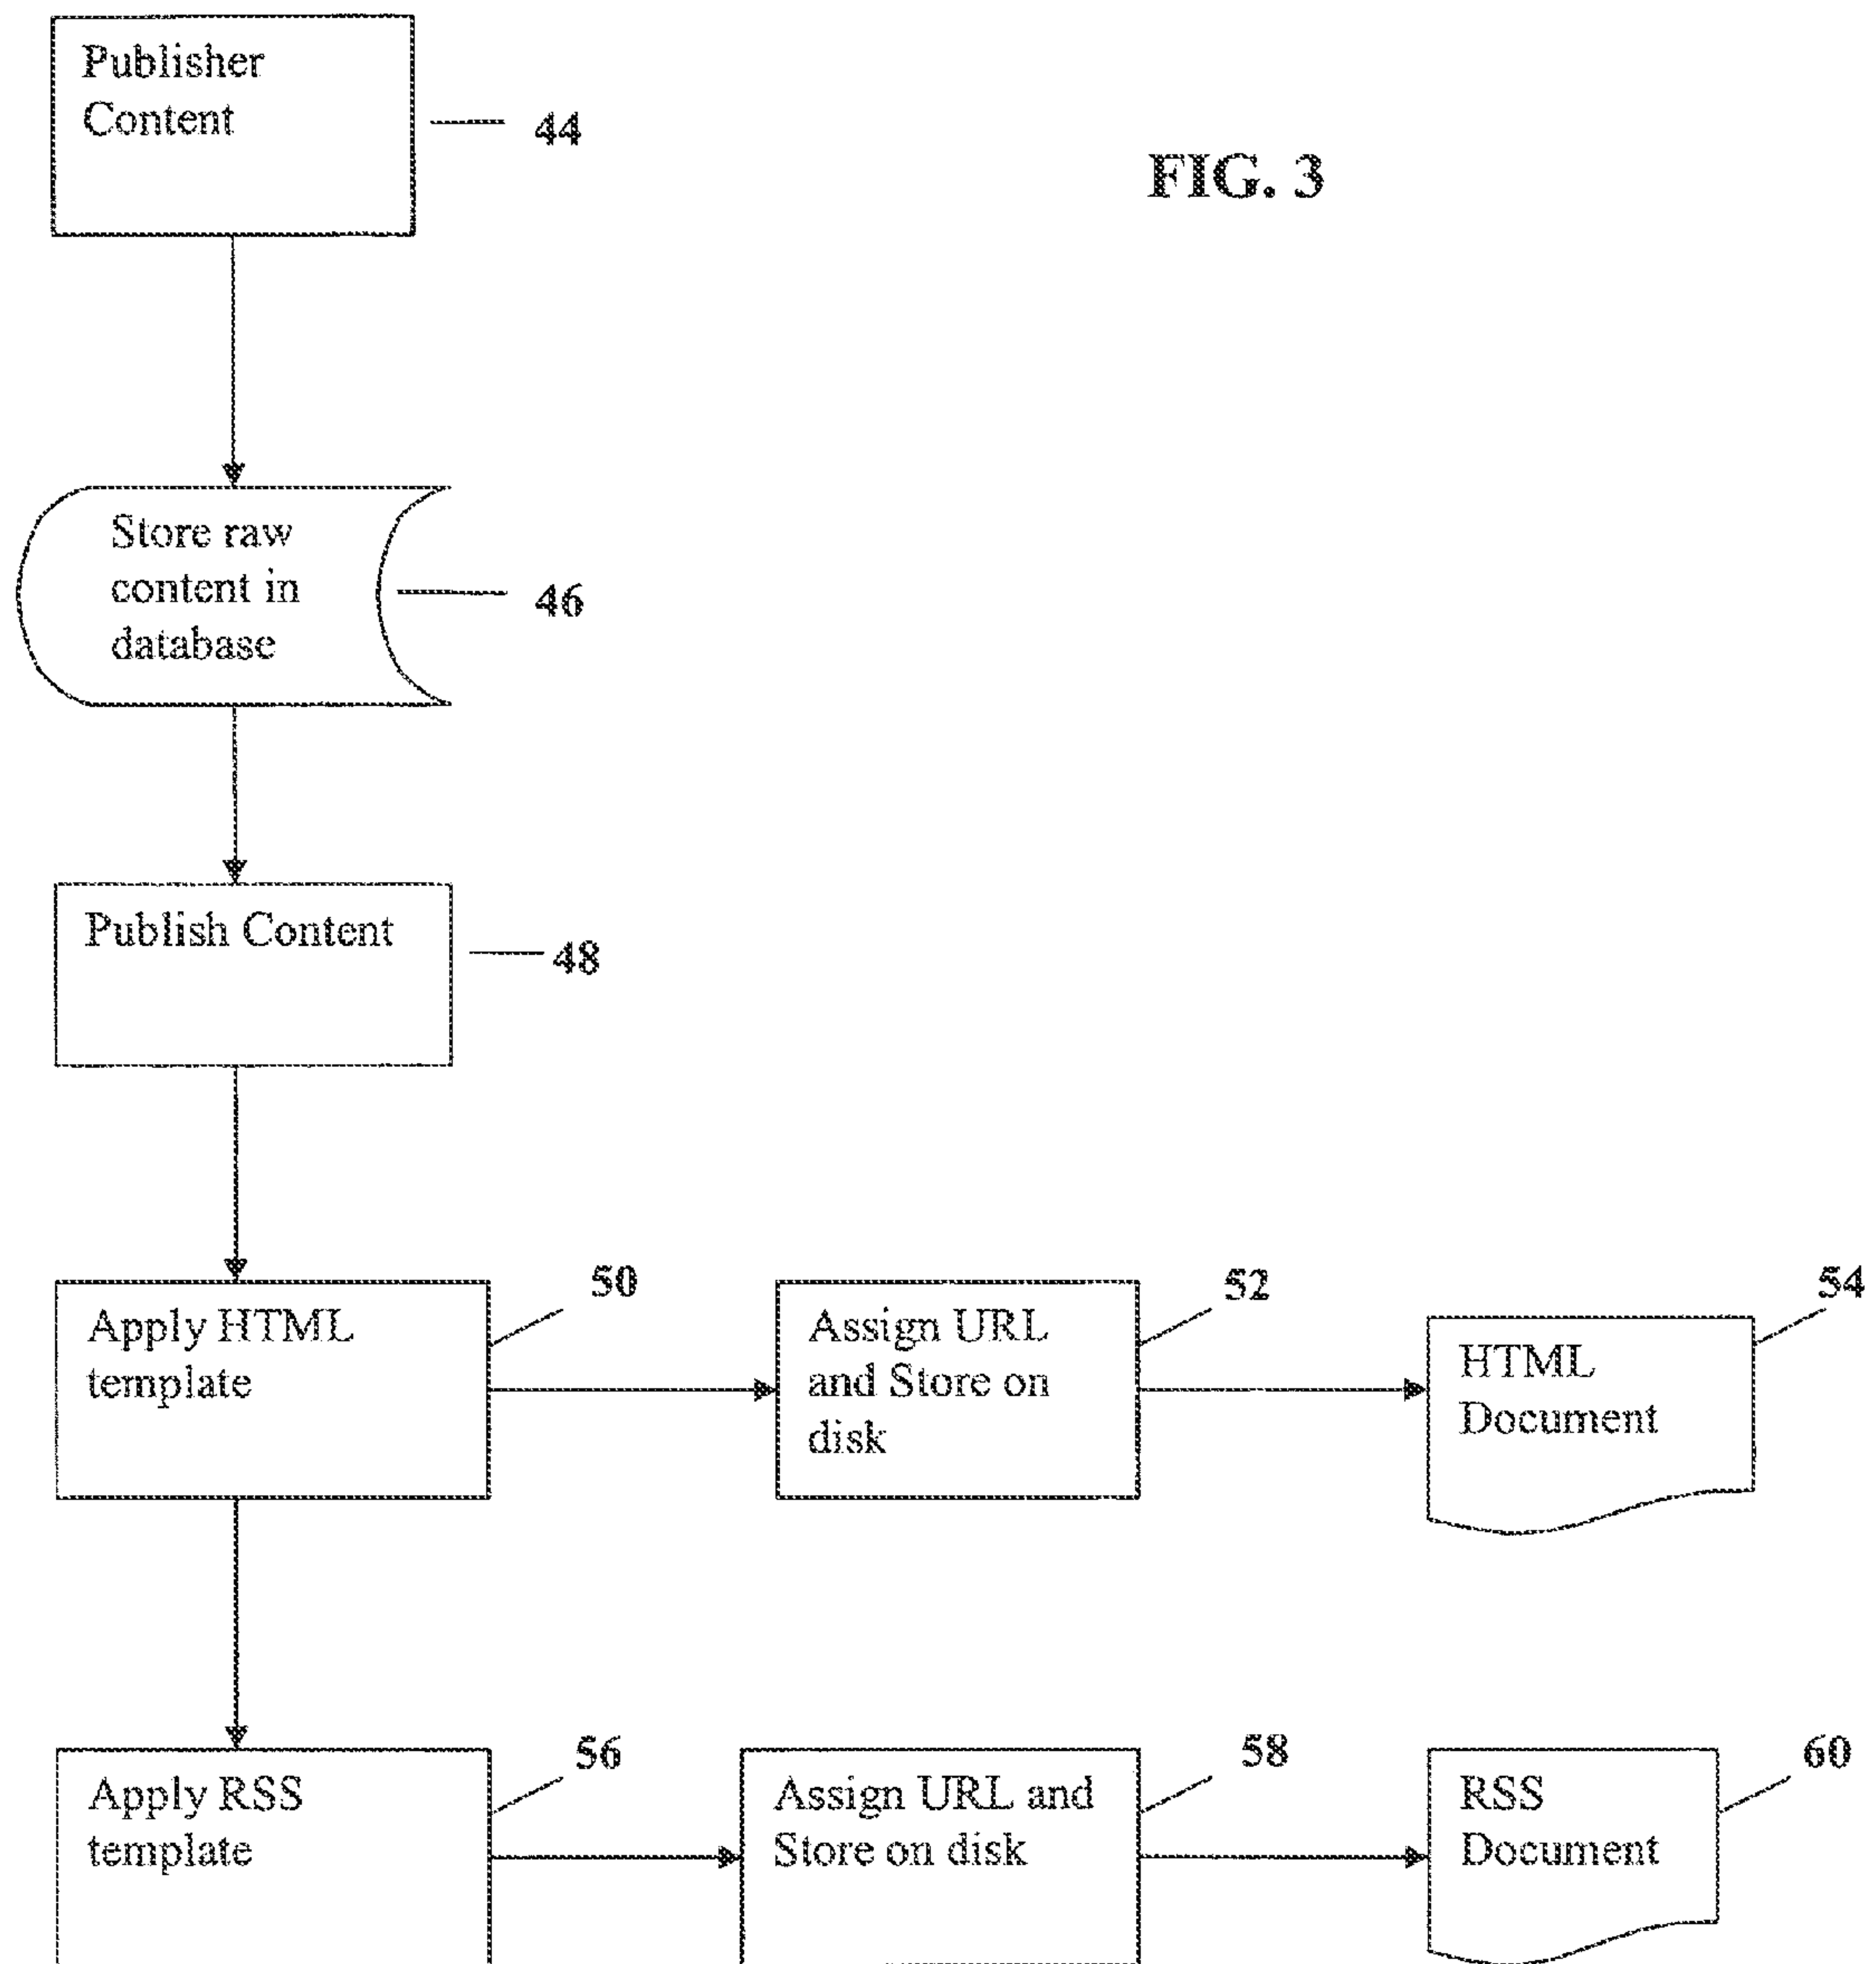 Publisher
Content
44
FIG. 3
Store raw
content in
database
46
Publish Content
48
Apply HTML
template
50
Assign URL
and Store on
disk
52
HTML
Document
54
Apply RSS
template
56
Assign URL and
Store on disk
58
RSS
Document
60